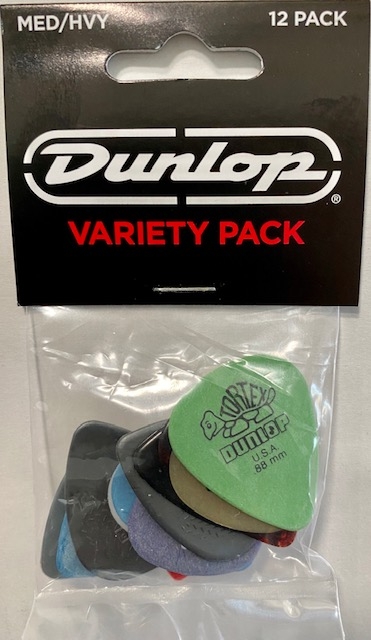 MED/HVY 12 PACK
Dunlop®
VARIETY PACK
TORTEX
DUNLOP
U.S.A.
.88 mm